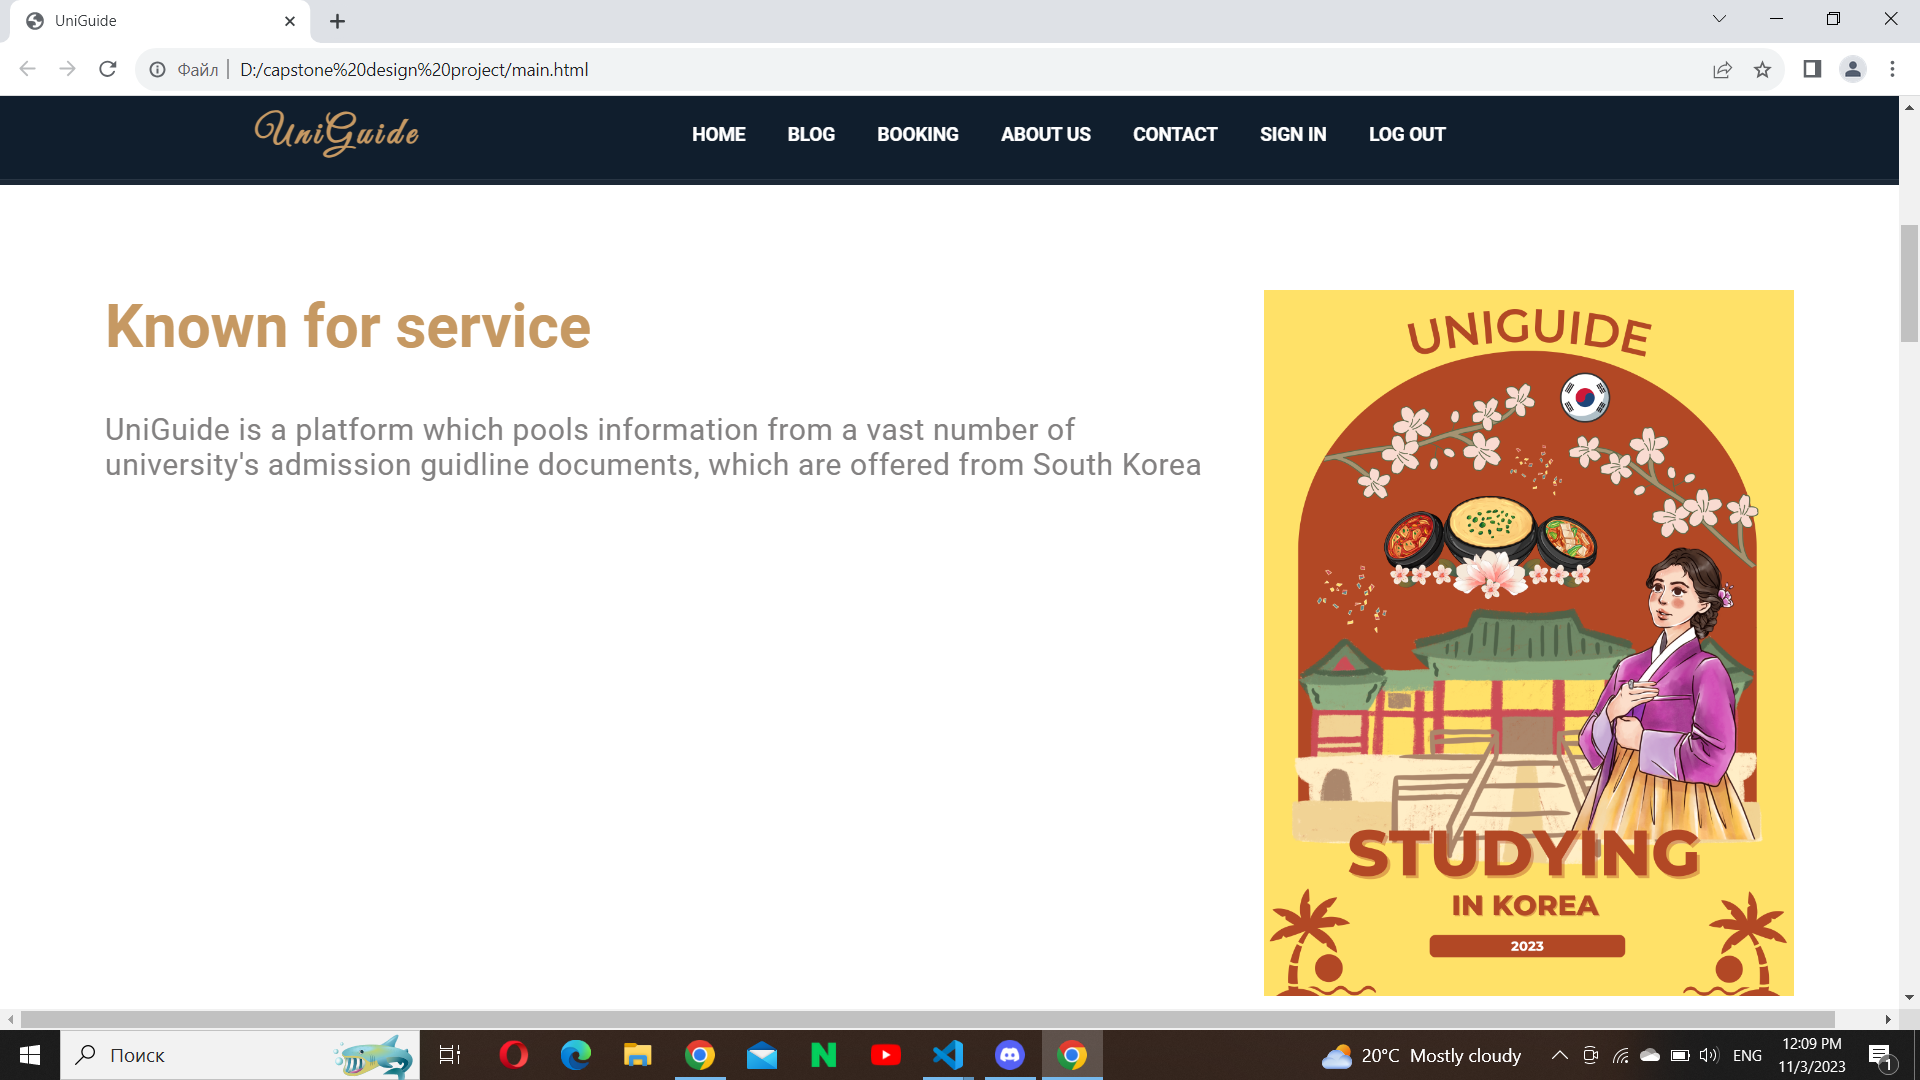 UniGuide
Файл
D:/capstone%20design%20project/main.html
UniGuide
HOME BLOG BOOKING ABOUT US CONTACT SIGN IN LOG OUT
Known for service
UniGuide is a platform which pools information from a vast number of
university's admission guidline documents, which are offered from South Korea
UNIGUIDE
STUDYING
IN KOREA
2023
Поиск
N
20°C Mostly cloudy
ENG
12:09 PM
11/3/2023
1